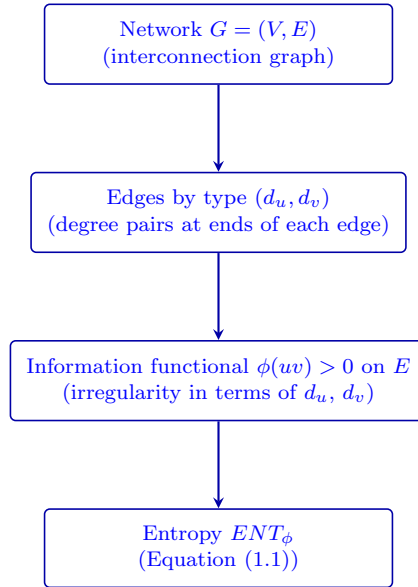 Network G = (V, E)
(interconnection graph)
Edges by type (d_u, d_v)
(degree pairs at ends of each edge)
Information functional ϕ(uv) > 0 on E
(irregularity in terms of d_u, d_v)
Entropy ENT_ϕ
(Equation (1.1))